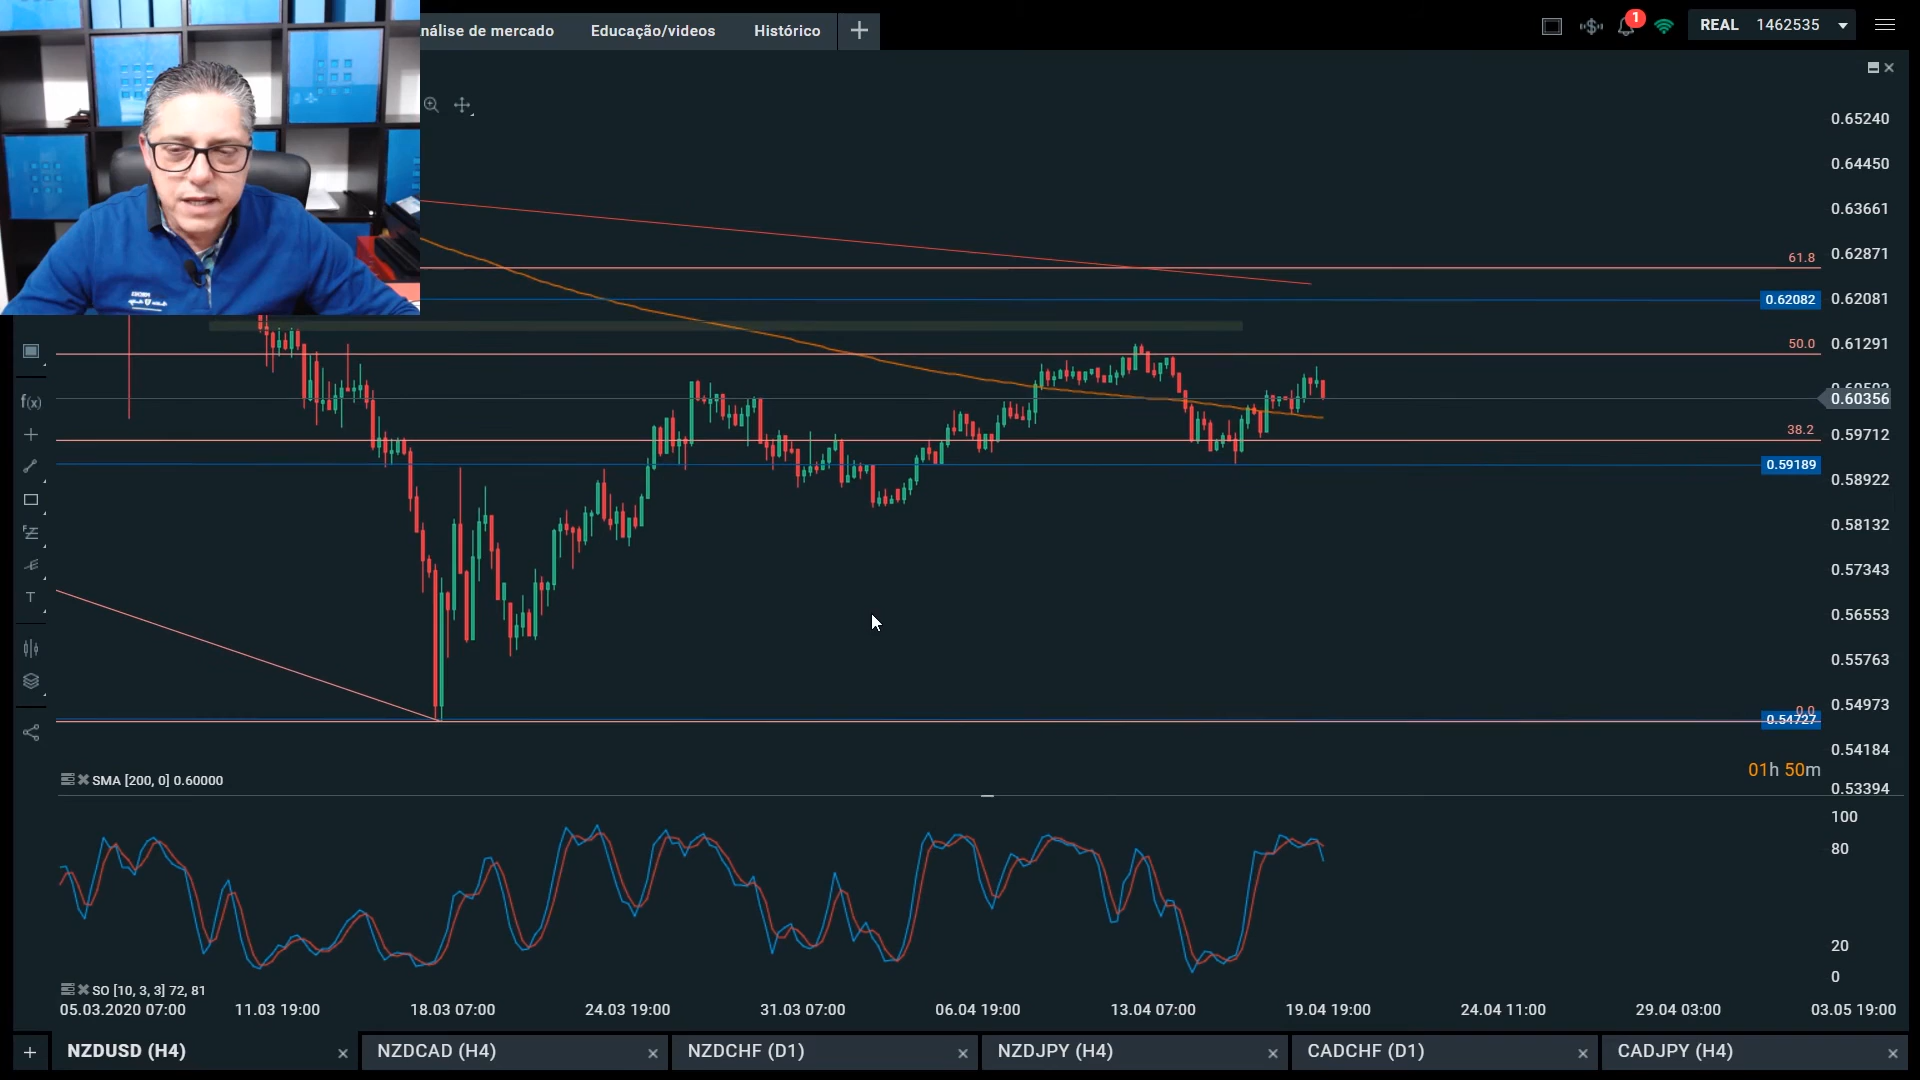 nálise de mercado
Educação/videos
Histórico
1
REAL 1462535
0.65240
0.64450
0.63661
61.8
0.62871
0.62082
0.62081
50.0
0.61291
0.60356
38.2
0.59712
0.59189
0.58922
0.58132
0.57343
0.56553
0.55763
0.54973
0.0
0.54727
0.54184
01h 50m
0.53394
f(x)
T
SMA [200, 0] 0.60000
100
80
20
0
SO [10, 3, 3] 72, 81
05.03.2020 07:00
11.03 19:00
18.03 07:00
24.03 19:00
31.03 07:00
06.04 19:00
13.04 07:00
19.04 19:00
24.04 11:00
29.04 03:00
03.05 19:00
NZDUSD (H4)
NZDCAD (H4)
NZDCHF (D1)
NZDJPY (H4)
CADCHF (D1)
CADJPY (H4)